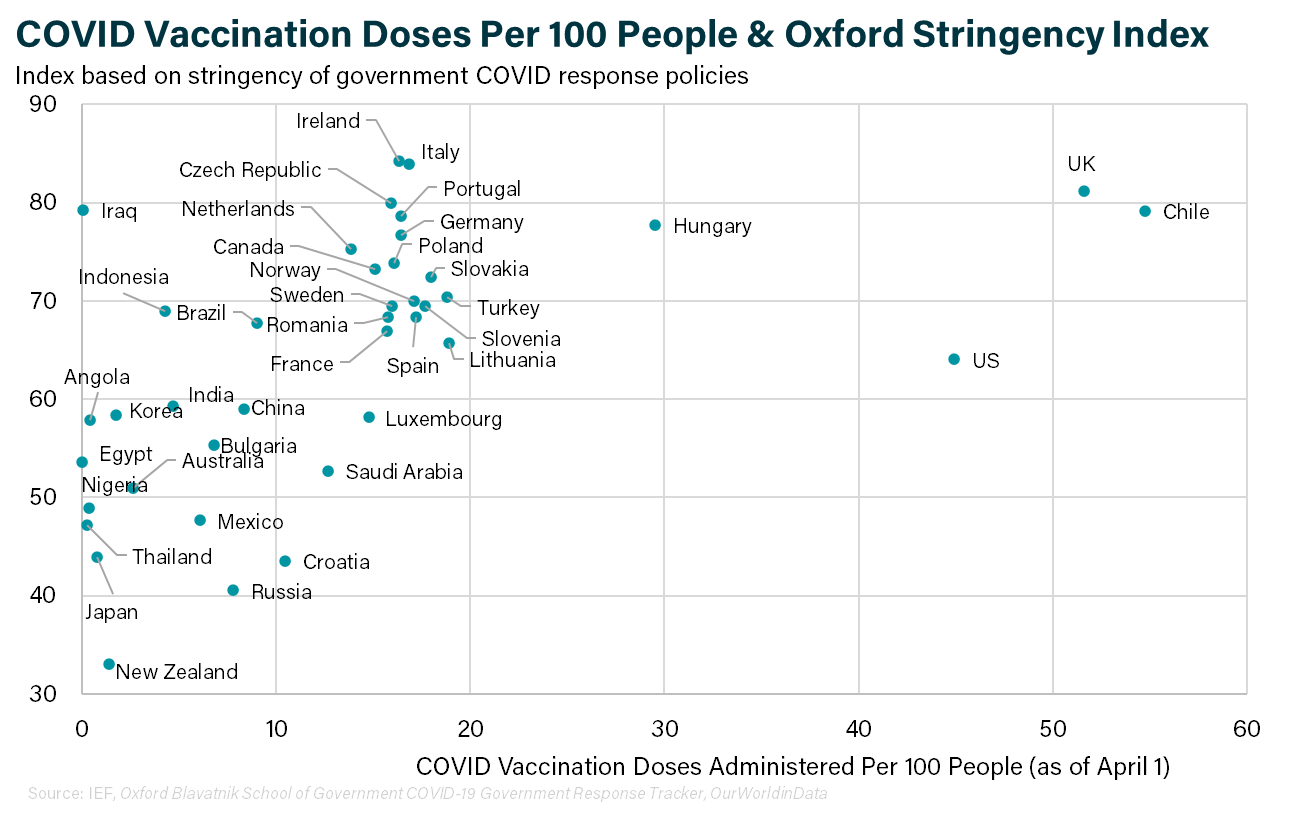 COVID Vaccination Doses Per 100 People & Oxford Stringency Index
Index based on stringency of government COVID response policies
90
Ireland
Italy
UK
Czech Republic
Portugal
80
Iraq
Netherlands
Chile
Germany
Hungary
Canada
Poland
Norway
Slovakia
Indonesia
Sweden
70
Turkey
Brazil
Romania
Slovenia
France
Spain
Lithuania
US
Angola
60
India
Korea
China
Luxembourg
Bulgaria
Egypt
Australia
Saudi Arabia
Nigeria
50
Mexico
Thailand
Croatia
Russia
40
Japan
New Zealand
30
0 10 20 30 40 50 60
COVID Vaccination Doses Administered Per 100 People (as of April 1)
Source: IEF, Oxford Blavatnik School of Government COVID-19 Government Response Tracker, OurWorldinData